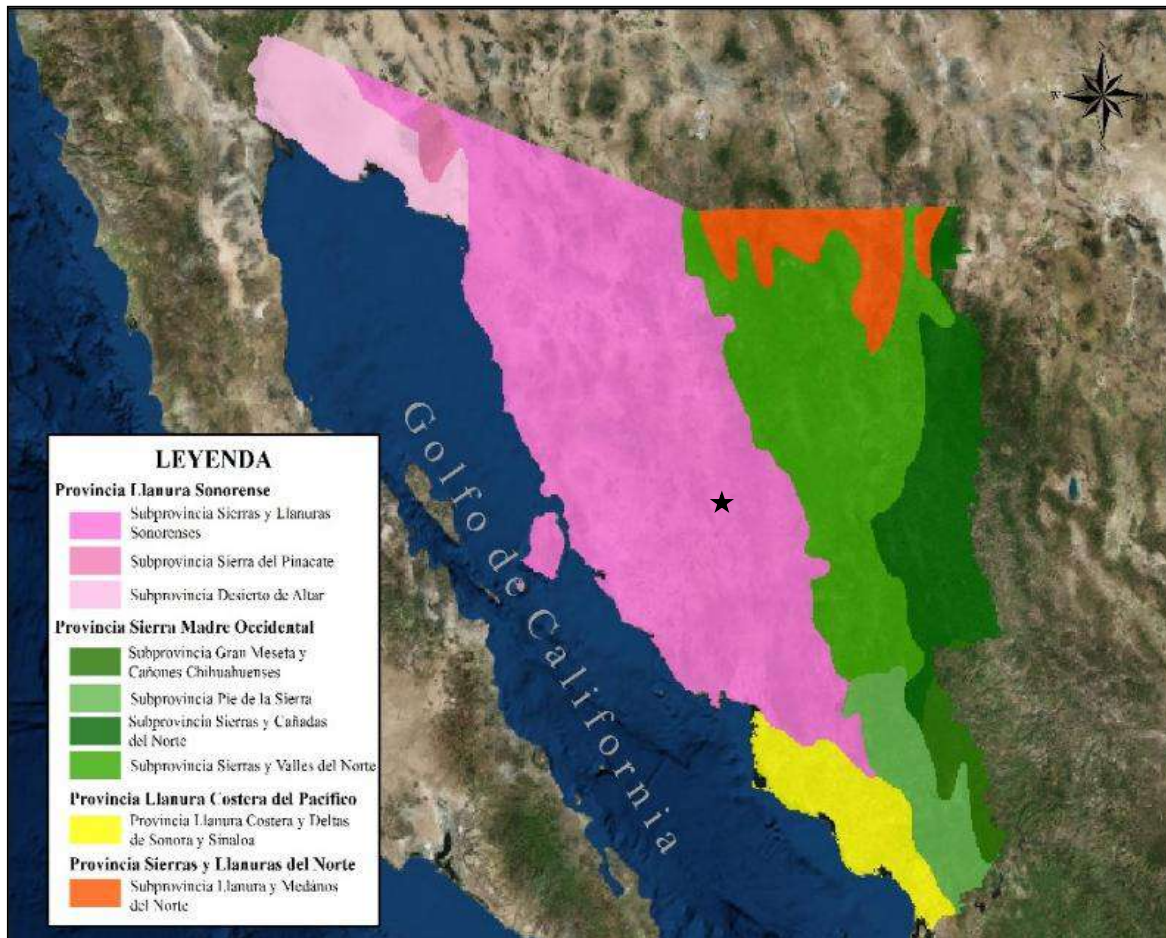 Golfo de California
LEYENDA
Provincia Llanura Sonorense
Subprovincia Sierras y Llanuras
Sonorenses
Subprovincia Sierra del Pinacate
Subprovincia Desierto de Altar
Provincia Sierra Madre Occidental
Subprovincia Gran Meseta y
Cañones Chihuahuenses
Subprovincia Pie de la Sierra
Subprovincia Sierras y Cañadas
del Norte
Subprovincia Sierras y Valles del Norte
Provincia Llanura Costera del Pacífico
Provincia Llanura Costera y Deltas
de Sonora y Sinaloa
Provincia Sierras y Llanuras del Norte
Subprovincia Llanura y Medános
del Norte